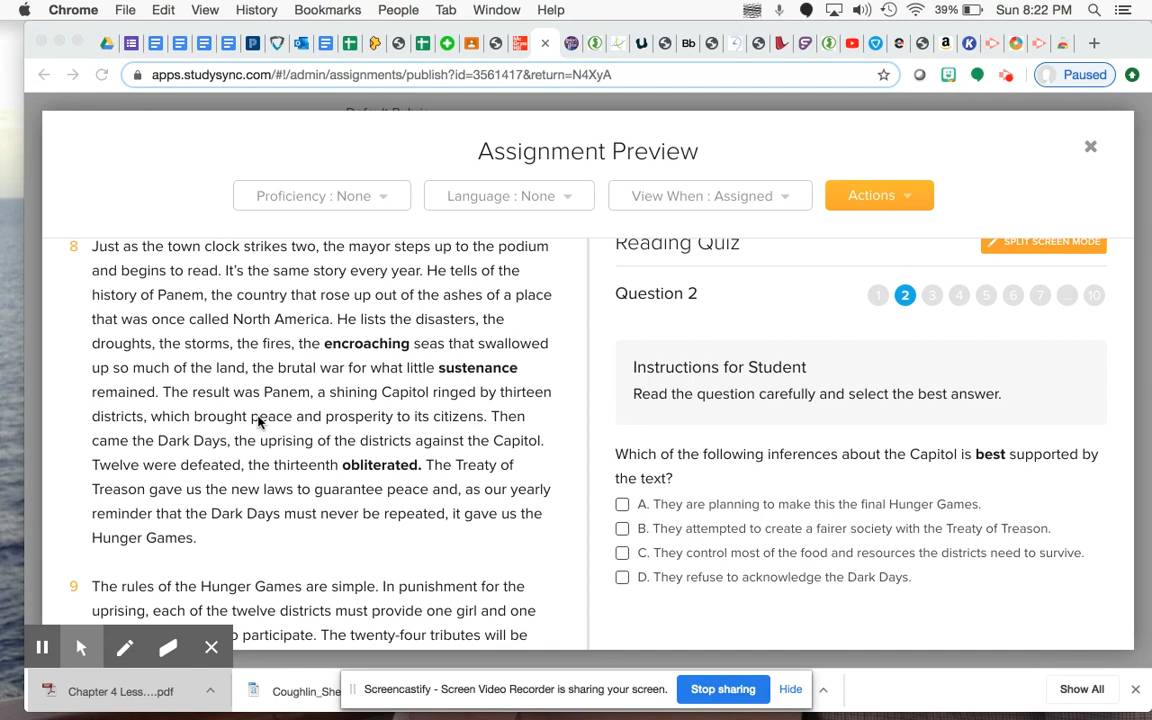 Chrome File Edit View History Bookmarks People Tab Window Help 39% Sun 8:22 PM
apps.studysync.com/#!/admin/assignments/publish?id=3561417&return=N4XyA Paused
Assignment Preview
Proficiency : None Language : None View When : Assigned Actions
8 Just as the town clock strikes two, the mayor steps up to the podium
and begins to read. It's the same story every year. He tells of the
history of Panem, the country that rose up out of the ashes of a place
that was once called North America. He lists the disasters, the
droughts, the storms, the fires, the encroaching seas that swallowed
up so much of the land, the brutal war for what little sustenance
remained. The result was Panem, a shining Capitol ringed by thirteen
districts, which brought peace and prosperity to its citizens. Then
came the Dark Days, the uprising of the districts against the Capitol.
Twelve were defeated, the thirteenth obliterated. The Treaty of
Treason gave us the new laws to guarantee peace and, as our yearly
reminder that the Dark Days must never be repeated, it gave us the
Hunger Games.
9 The rules of the Hunger Games are simple. In punishment for the
uprising, each of the twelve districts must provide one girl and one
participate. The twenty-four tributes will be
Reading Quiz SPLIT SCREEN MODE
Question 2 1 2 3 4 5 6 7 ... 10
Instructions for Student
Read the question carefully and select the best answer.
Which of the following inferences about the Capitol is best supported by
the text?
A. They are planning to make this the final Hunger Games.
B. They attempted to create a fairer society with the Treaty of Treason.
C. They control most of the food and resources the districts need to survive.
D. They refuse to acknowledge the Dark Days.
Chapter 4 Less....pdf Coughlin_She Screencastify - Screen Video Recorder is sharing your screen. Stop sharing Hide Show All